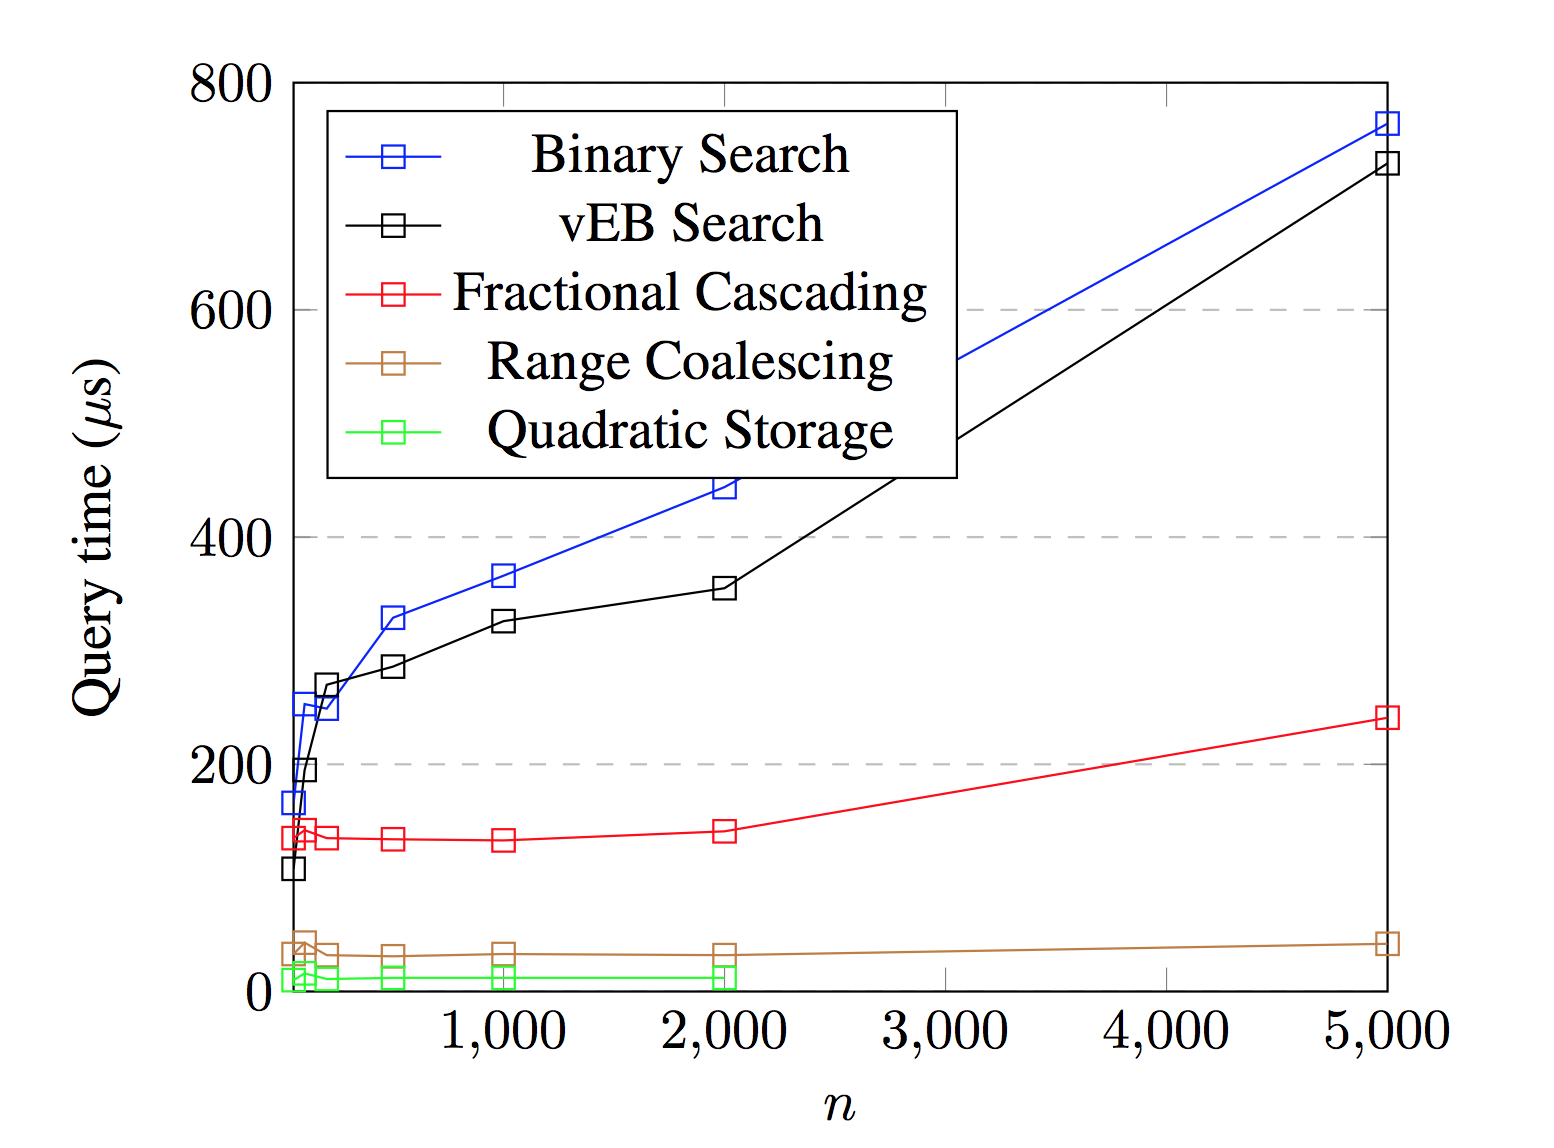 800
600
400
200
0
Query time (μs)
Binary Search
vEB Search
Fractional Cascading
Range Coalescing
Quadratic Storage
1,000 2,000 3,000 4,000 5,000
n